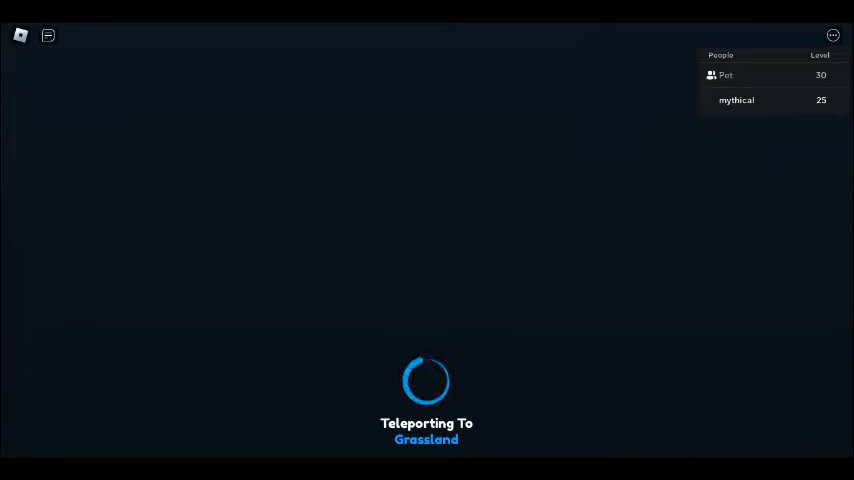 People Level
Pet 30
mythical 25
Teleporting To
Grassland